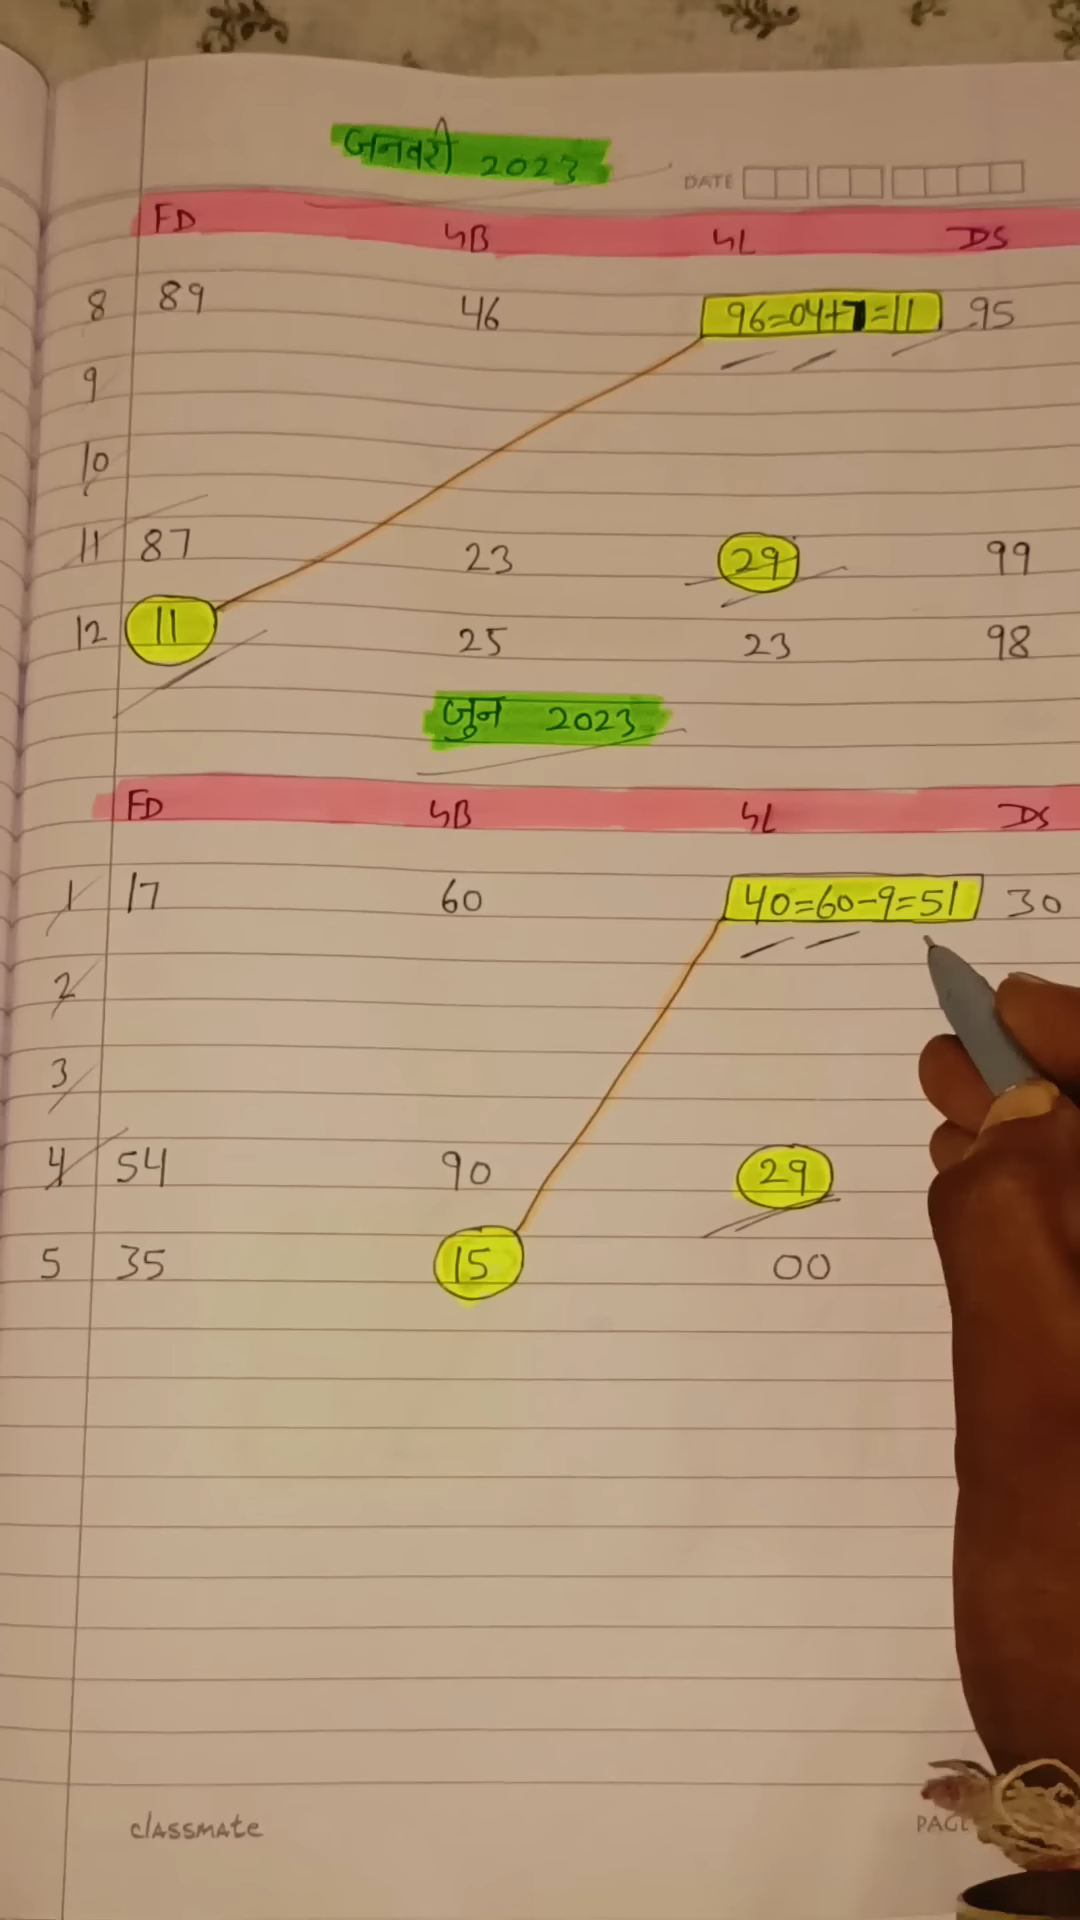 जनवरी 2023
DATE
FD GB GL DS
8 89 46 96=04+7=11 95
9
10
11 87 23 29 99
12 11 25 23 98
जुन 2023
FD GB GL DS
1 17 60 40=60-9=51 30
2
3
4 54 90 29
5 35 15 00
classmate
PAGE